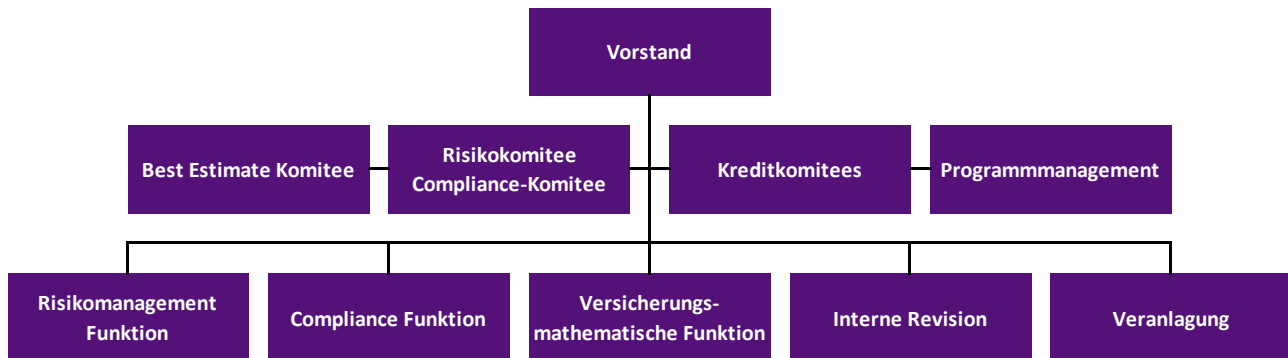 Vorstand
Best Estimate Komitee
Risikokomitee
Compliance-Komitee
Kreditkomitees
Programmmanagement
Risikomanagement
Funktion
Compliance Funktion
Versicherungs-
mathematische Funktion
Interne Revision
Veranlagung